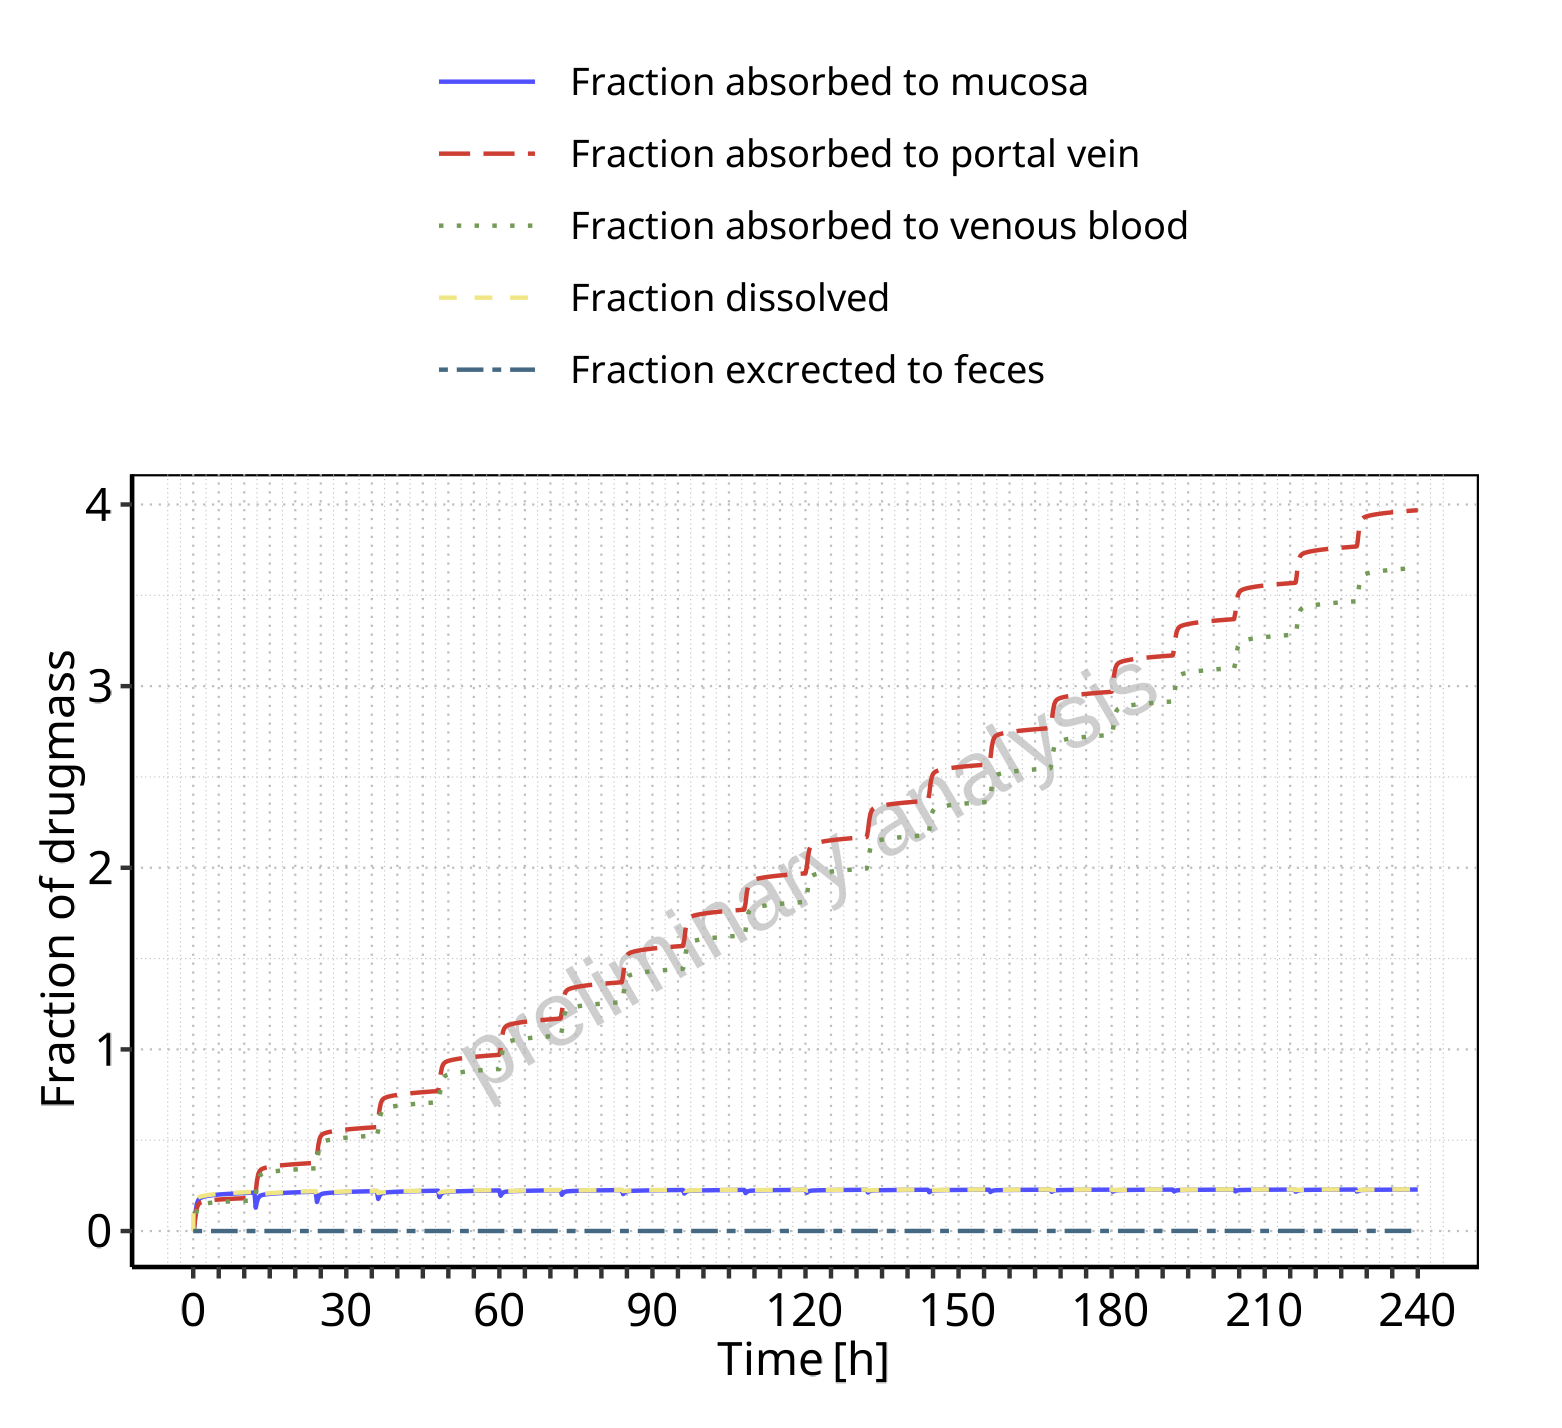 Fraction absorbed to mucosa
Fraction absorbed to portal vein
Fraction absorbed to venous blood
Fraction dissolved
Fraction excrected to feces
Fraction of drugmass
4
3
2
1
0
preliminary analysis
0 30 60 90 120 150 180 210 240
Time [h]